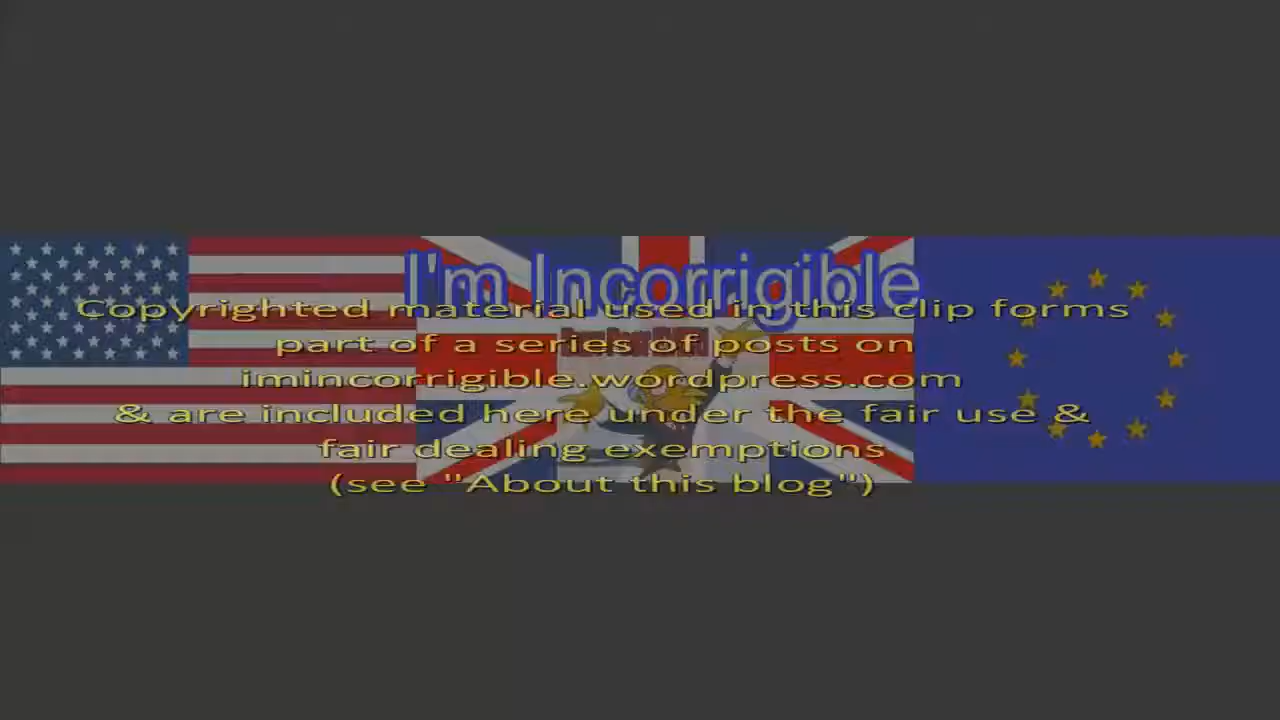 I'm Incorrigible
Copyrighted material used in this clip forms
part of a series of posts on
imincorrigible.wordpress.com
& are included here under the fair use &
fair dealing exemptions
(see "About this blog")